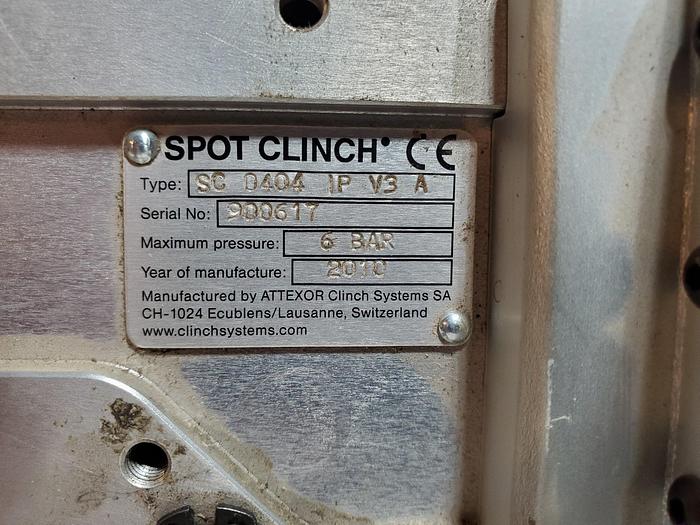 SPOT CLINCH® CE
Type: SC 0404 IP V3 A
Serial No: 900617
Maximum pressure: 6 BAR
Year of manufacture: 2010
Manufactured by ATTEXOR Clinch Systems SA
CH-1024 Ecublens/Lausanne, Switzerland
www.clinchsystems.com